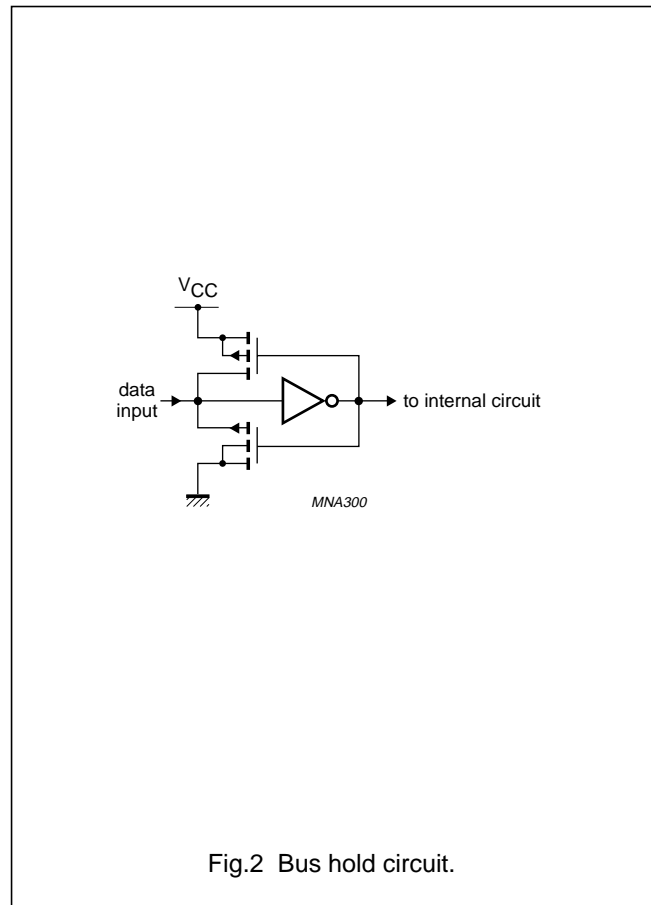 VCC
data
input
to internal circuit
MNA300
Fig.2 Bus hold circuit.